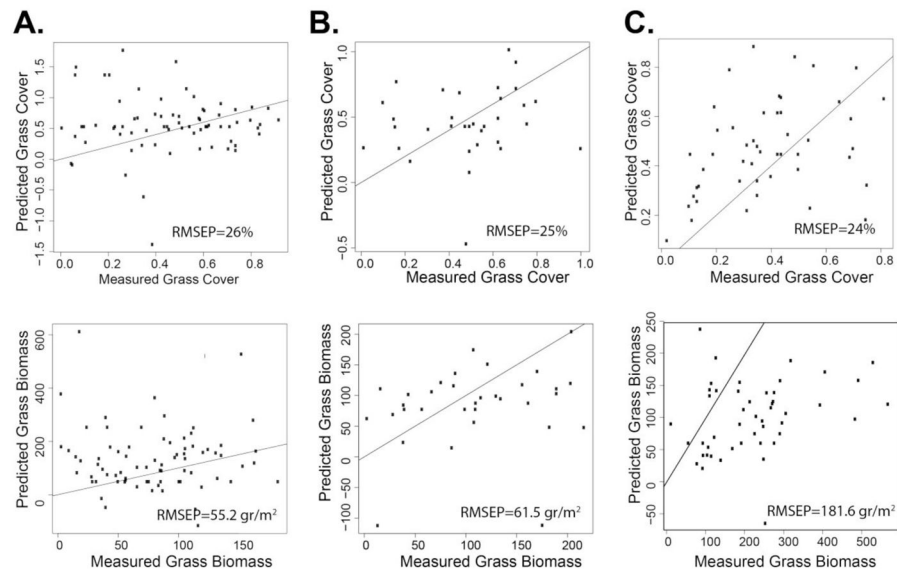 A.
B.
C.
Predicted Grass Cover
1.5
1.0
0.5
0.0
−0.5
−1.0
−1.5
RMSEP=26%
0.0 0.2 0.4 0.6 0.8
Measured Grass Cover
Predicted Grass Cover
1.0
0.5
0.0
−0.5
RMSEP=25%
0.0 0.2 0.4 0.6 0.8 1.0
Measured Grass Cover
Predicted Grass Cover
0.8
0.6
0.4
0.2
RMSEP=24%
0.0 0.2 0.4 0.6 0.8
Measured Grass Cover
Predicted Grass Biomass
600
400
200
0
RMSEP=55.2 gr/m²
0 50 100 150
Measured Grass Biomass
Predicted Grass Biomass
200
150
100
50
0
−100
RMSEP=61.5 gr/m²
0 50 100 150 200
Measured Grass Biomass
Predicted Grass Biomass
250
200
150
100
50
0
−50
RMSEP=181.6 gr/m²
0 100 200 300 400 500
Measured Grass Biomass